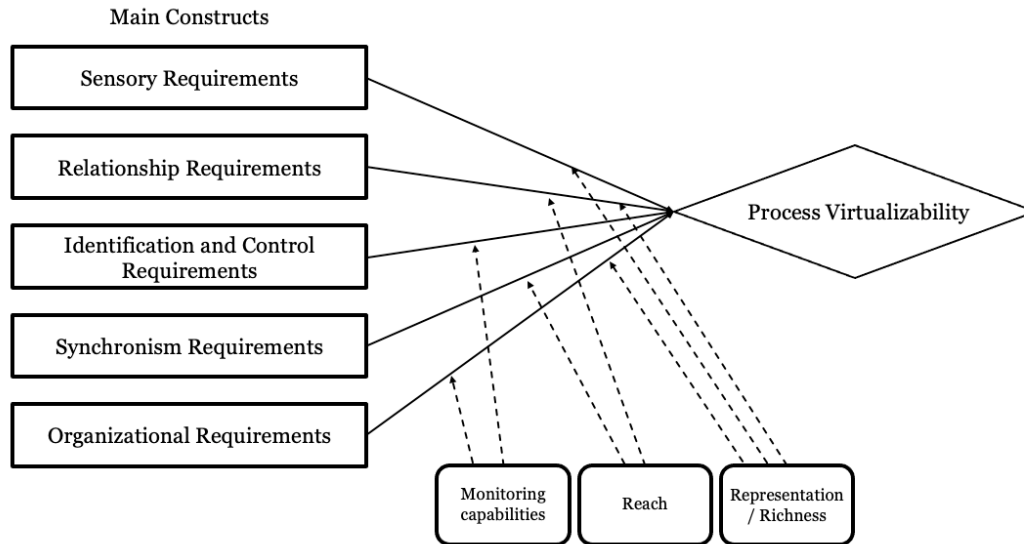 Main Constructs
Sensory Requirements
Relationship Requirements
Identification and Control
Requirements
Synchronism Requirements
Organizational Requirements
Process Virtualizability
Monitoring
capabilities
Reach
Representation
/ Richness